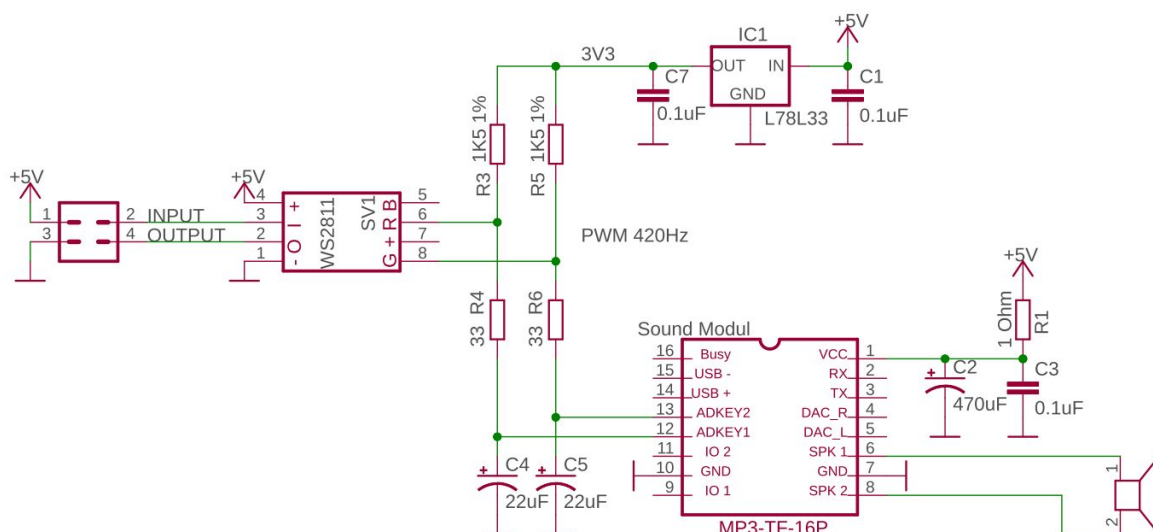 +5V
IC1
3V3
OUT
IN
GND
C7
0.1uF
L78L33
C1
0.1uF
1K5 1%
R3
1K5 1%
R5
+5V
1
3
2
4
INPUT
OUTPUT
+5V
4
3
2
1
+
I
O
-
WS2811
SV1
B
R
+
G
5
6
7
8
PWM 420Hz
33 R4
33 R6
+5V
1 Ohm
R1
Sound Modul
16 Busy
15 USB -
14 USB +
13 ADKEY2
12 ADKEY1
11 IO 2
10 GND
9 IO 1
VCC 1
RX 2
TX 3
DAC_R 4
DAC_L 5
SPK 1 6
GND 7
SPK 2 8
MP3-TF-16P
+
C2
470uF
C3
0.1uF
+
C4
22uF
+
C5
22uF
1
2